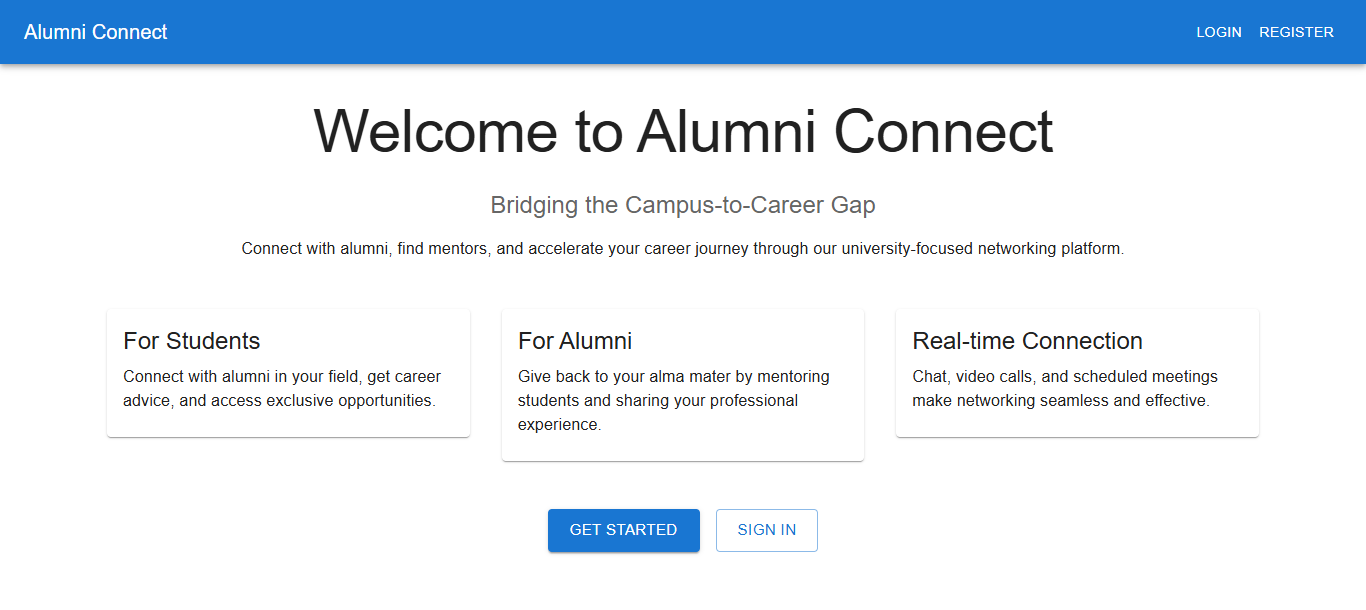 Alumni Connect
LOGIN REGISTER
Welcome to Alumni Connect
Bridging the Campus-to-Career Gap
Connect with alumni, find mentors, and accelerate your career journey through our university-focused networking platform.
For Students
Connect with alumni in your field, get career
advice, and access exclusive opportunities.
For Alumni
Give back to your alma mater by mentoring
students and sharing your professional
experience.
Real-time Connection
Chat, video calls, and scheduled meetings
make networking seamless and effective.
GET STARTED
SIGN IN